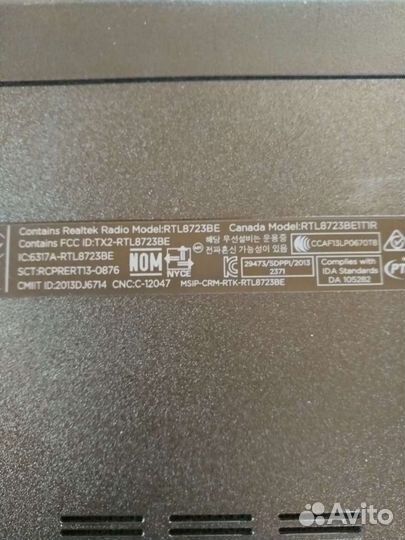 Contains Realtek Radio Model:RTL8723BE Canada Model:RTL8723BE1T1R
Contains FCC ID:TX2-RTL8723BE
IC:6317A-RTL8723BE
SCT:RCPRERT13-0876
CMIIT ID:2013DJ6714 CNC:C-12047 MSIP-CRM-RTK-RTL8723BE
NOM
NYCE
해당 무선설비는 운용중
전파혼신 가능성이 있음
CCAF13LP0670T8
29473/SDPPI/2013
2371
Complies with
IDA Standards
DA 105282
Avito